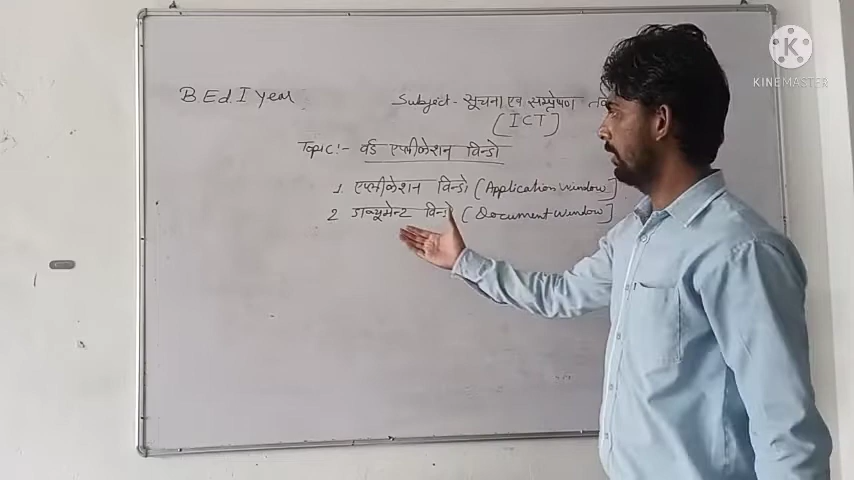 B.Ed. I Year
Subject - सूचना एवं सम्प्रेषण
[ICT]
Topic:- वर्ड एप्लीकेशन विन्डो
1. एप्लीकेशन विन्डो [Application Window]
2 डाक्यूमेन्ट विन्डो [Document Window]
KINEMASTER